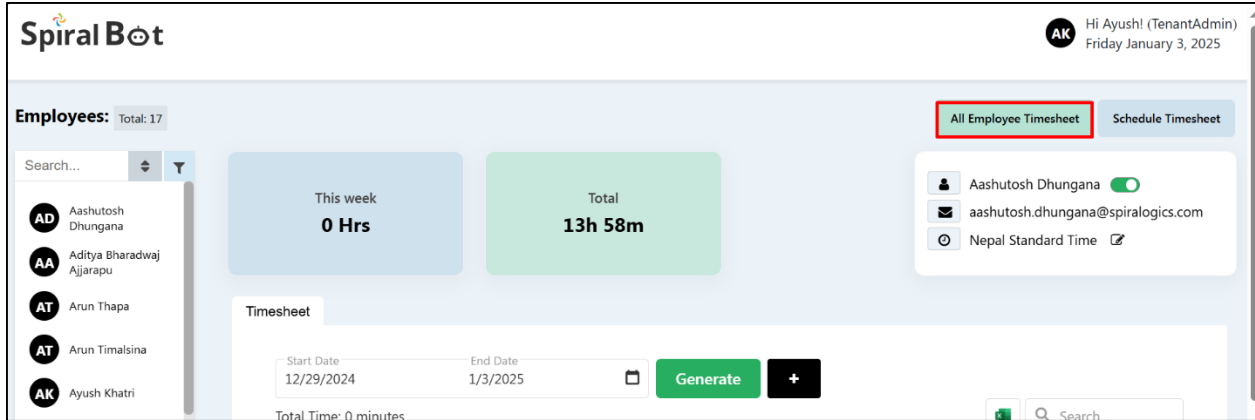 Spiral Bot
AK
Hi Ayush! (TenantAdmin)
Friday January 3, 2025
Employees: Total: 17
All Employee Timesheet
Schedule Timesheet
Search...
AD
Aashutosh
Dhungana
AA
Aditya Bharadwaj
Ajjarapu
AT
Arun Thapa
AT
Arun Timalsina
AK
Ayush Khatri
This week
0 Hrs
Total
13h 58m
Aashutosh Dhungana
aashutosh.dhungana@spiralogics.com
Nepal Standard Time
Timesheet
Start Date
12/29/2024
End Date
1/3/2025
Generate
+
Total Time: 0 minutes
Search